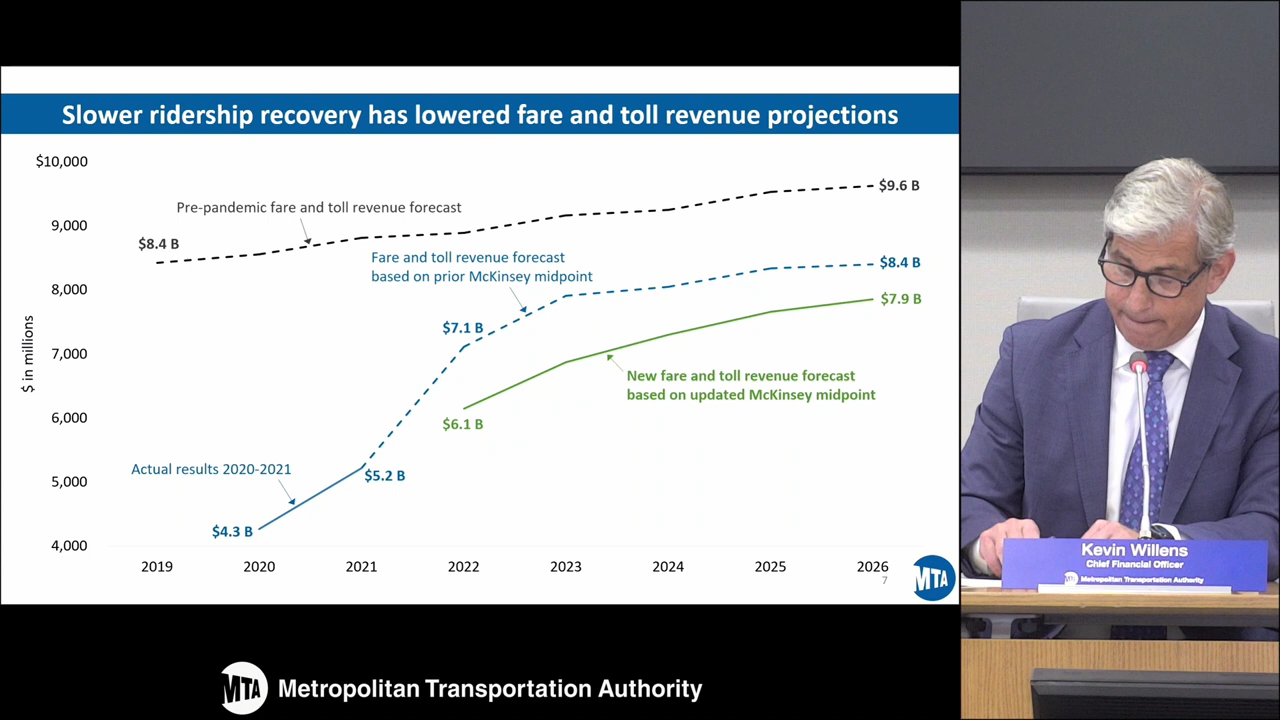 Slower ridership recovery has lowered fare and toll revenue projections
$10,000
9,000
8,000
7,000
6,000
5,000
4,000
$ in millions
Pre-pandemic fare and toll revenue forecast
$8.4 B
$9.6 B
Fare and toll revenue forecast
based on prior McKinsey midpoint
$8.4 B
$7.1 B
$7.9 B
New fare and toll revenue forecast
based on updated McKinsey midpoint
$6.1 B
Actual results 2020-2021
$5.2 B
$4.3 B
2019 2020 2021 2022 2023 2024 2025 2026
7
MTA
Kevin Willens
Chief Financial Officer
MTA Metropolitan Transportation Authority
MTA Metropolitan Transportation Authority